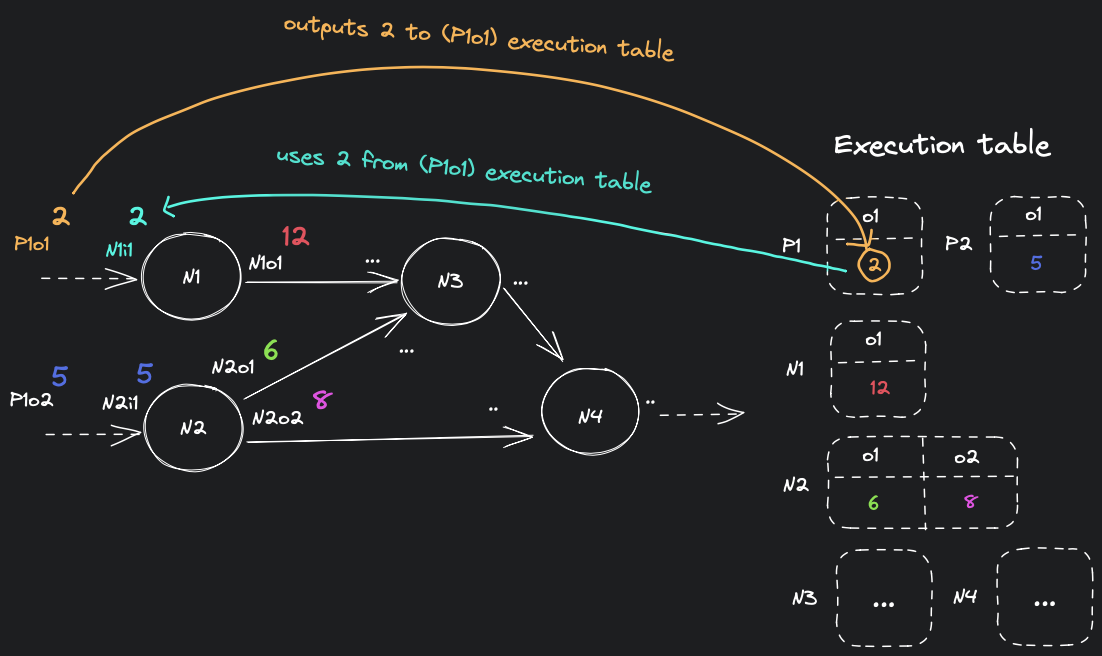 outputs 2 to (P1o1) execution table
uses 2 from (P1o1) execution table
Execution table
2
2
P1o1
N1i1
N1
N1o1
12
...
N3
...
...
N2o1
6
5
5
P1o2
N2i1
N2
N2o2
8
..
N4
..
P1
o1
2
P2
o1
5
N1
o1
12
N2
o1
o2
6
8
N3
...
N4
...